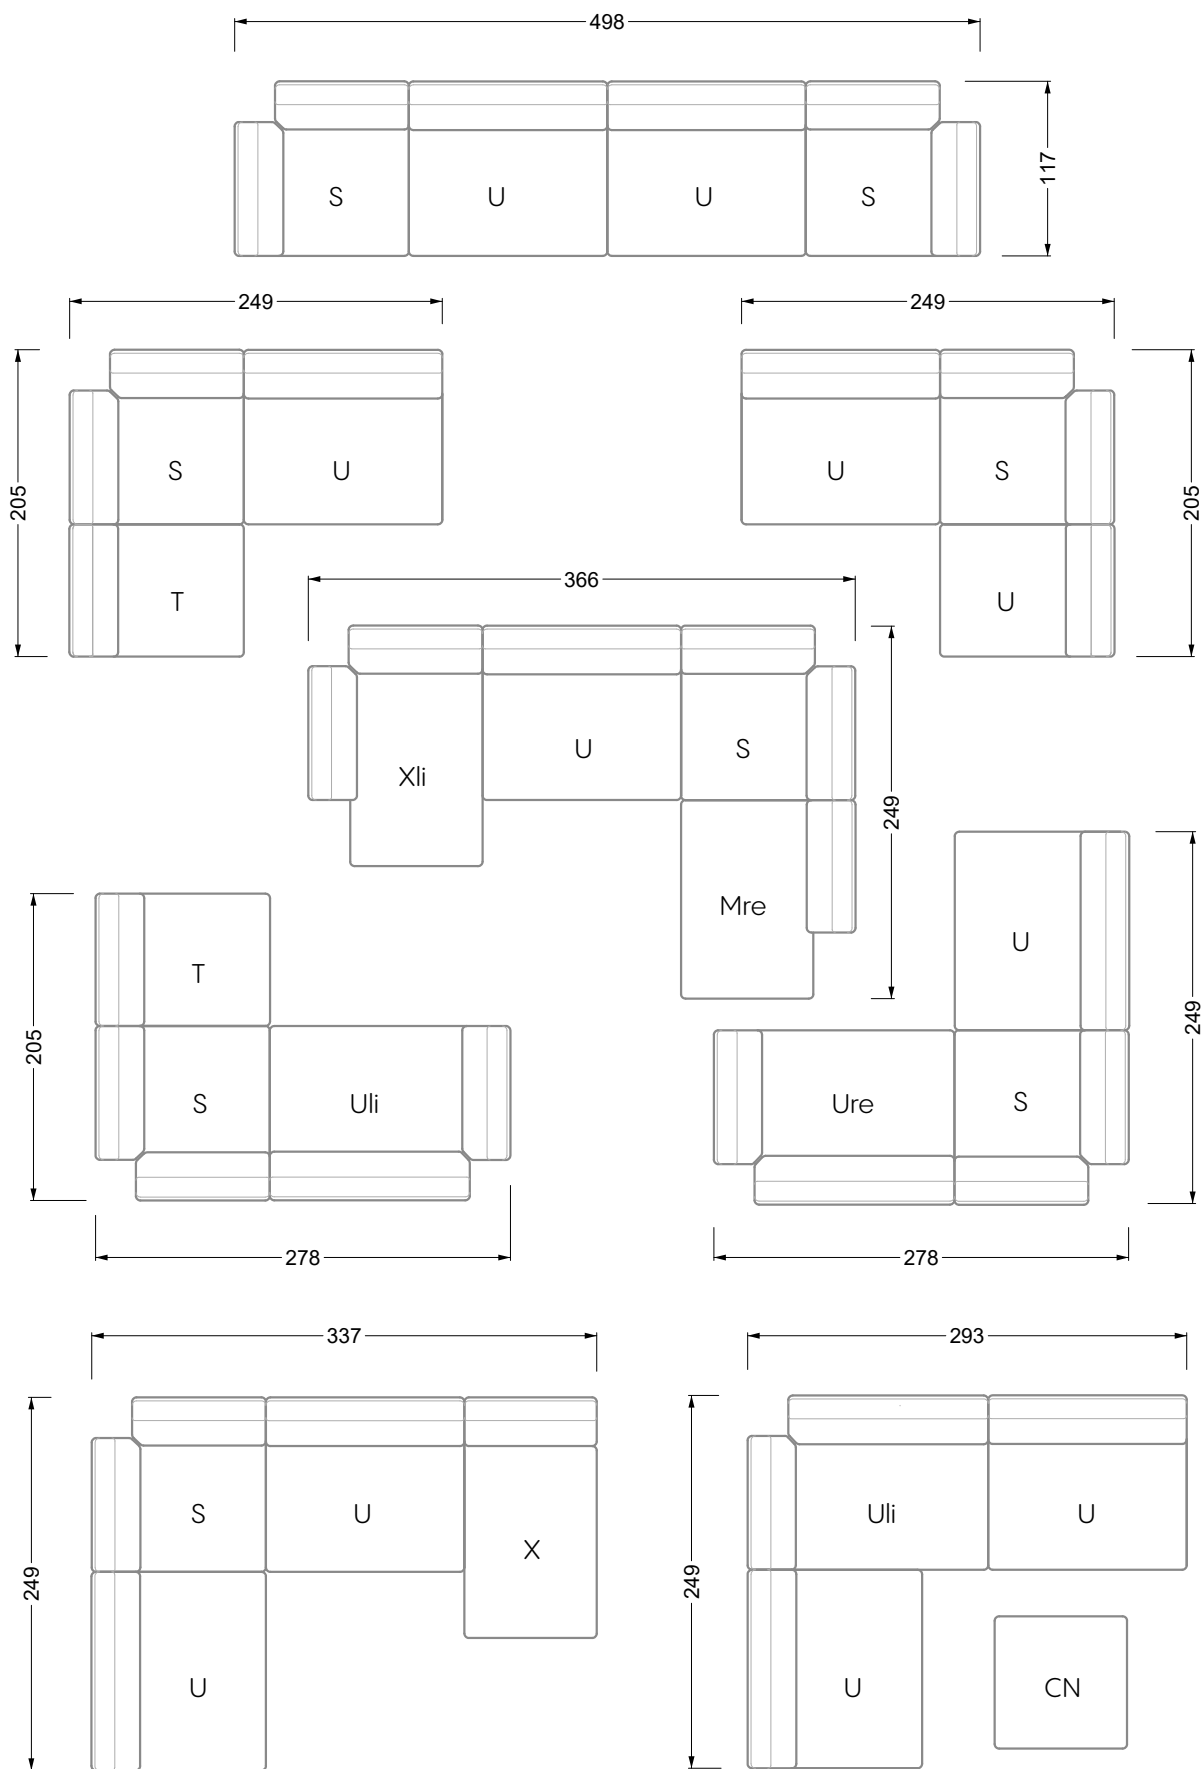 498
117
S U U S
249 249
205 S U U S 205
T U
366
Xli U S
249
Mre
205 T U 249
S Uli Ure S
278 278
337 293
249 S U X
U
249 Uli U
U CN